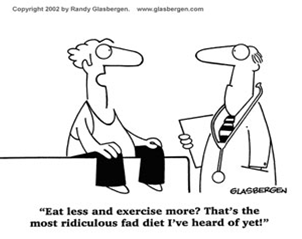 Copyright 2002 by Randy Glasbergen. www.glasbergen.com
GLASBERGEN
“Eat less and exercise more? That's the
most ridiculous fad diet I've heard of yet!”